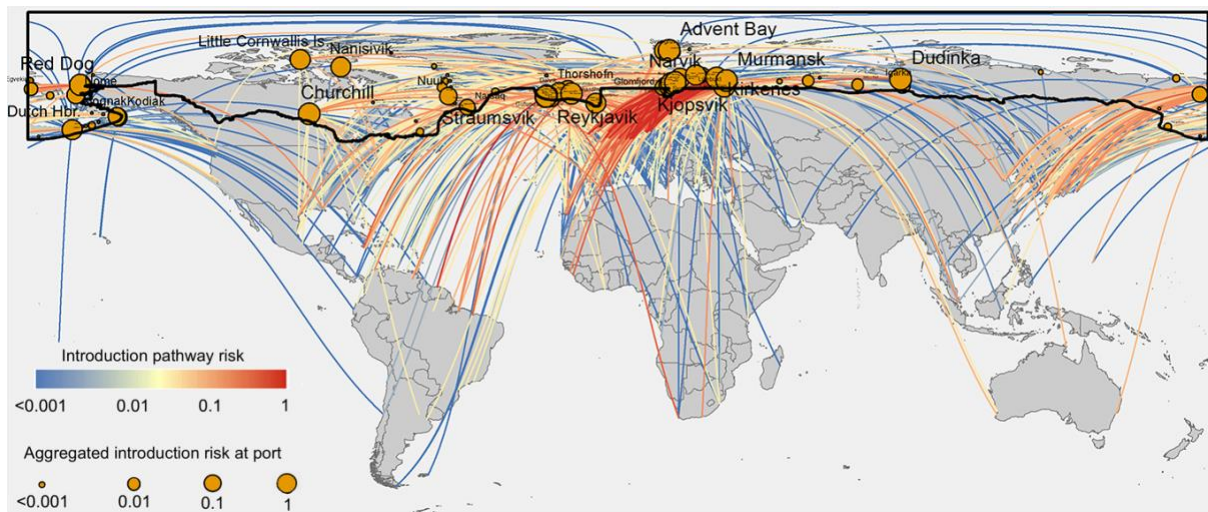 Advent Bay
Little Cornwallis Is.
Nanisivik
Red Dog
Narvik
Murmansk
Dudinka
Thorshofn
Glomfjord
Igarka
Nome
Nuuk
Kirkenes
Churchill
Kjopsvik
Dutch Hbr.
Kodiak
Straumsvik
Reykjavik
Introduction pathway risk
<0.001 0.01 0.1 1
Aggregated introduction risk at port
<0.001 0.01 0.1 1